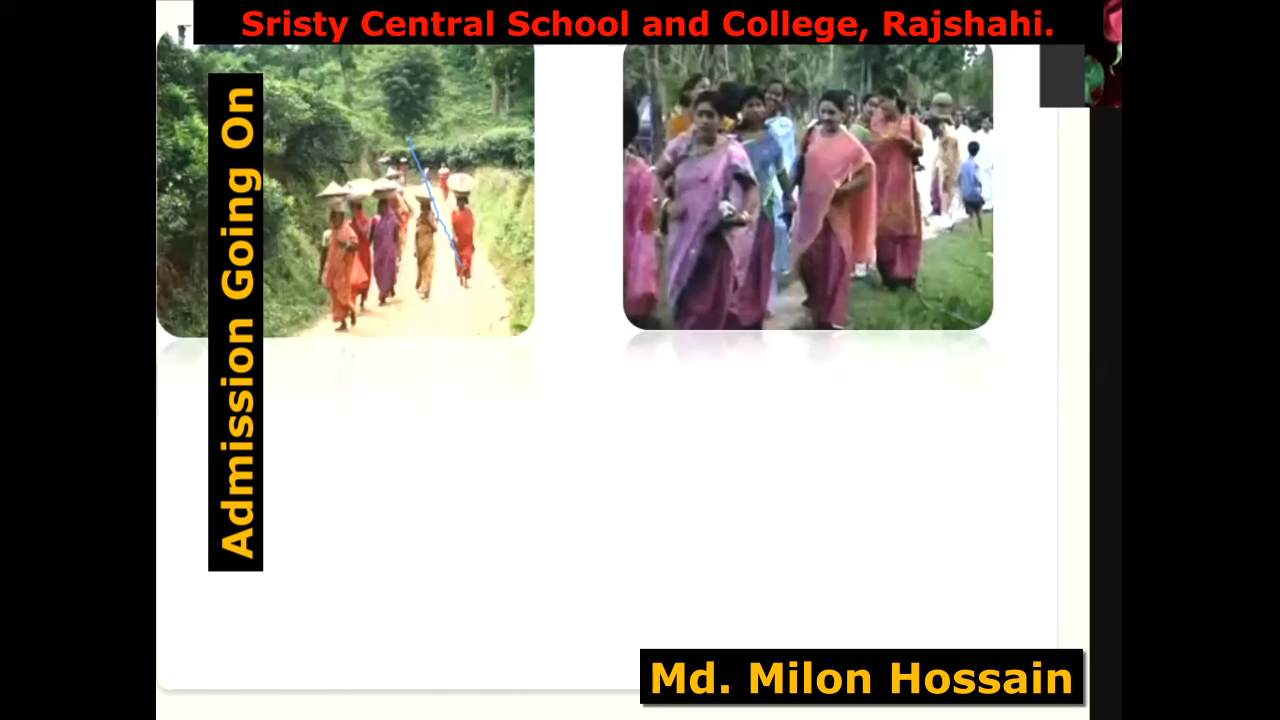 Sristy Central School and College, Rajshahi.
Admission Going On
Md. Milon Hossain